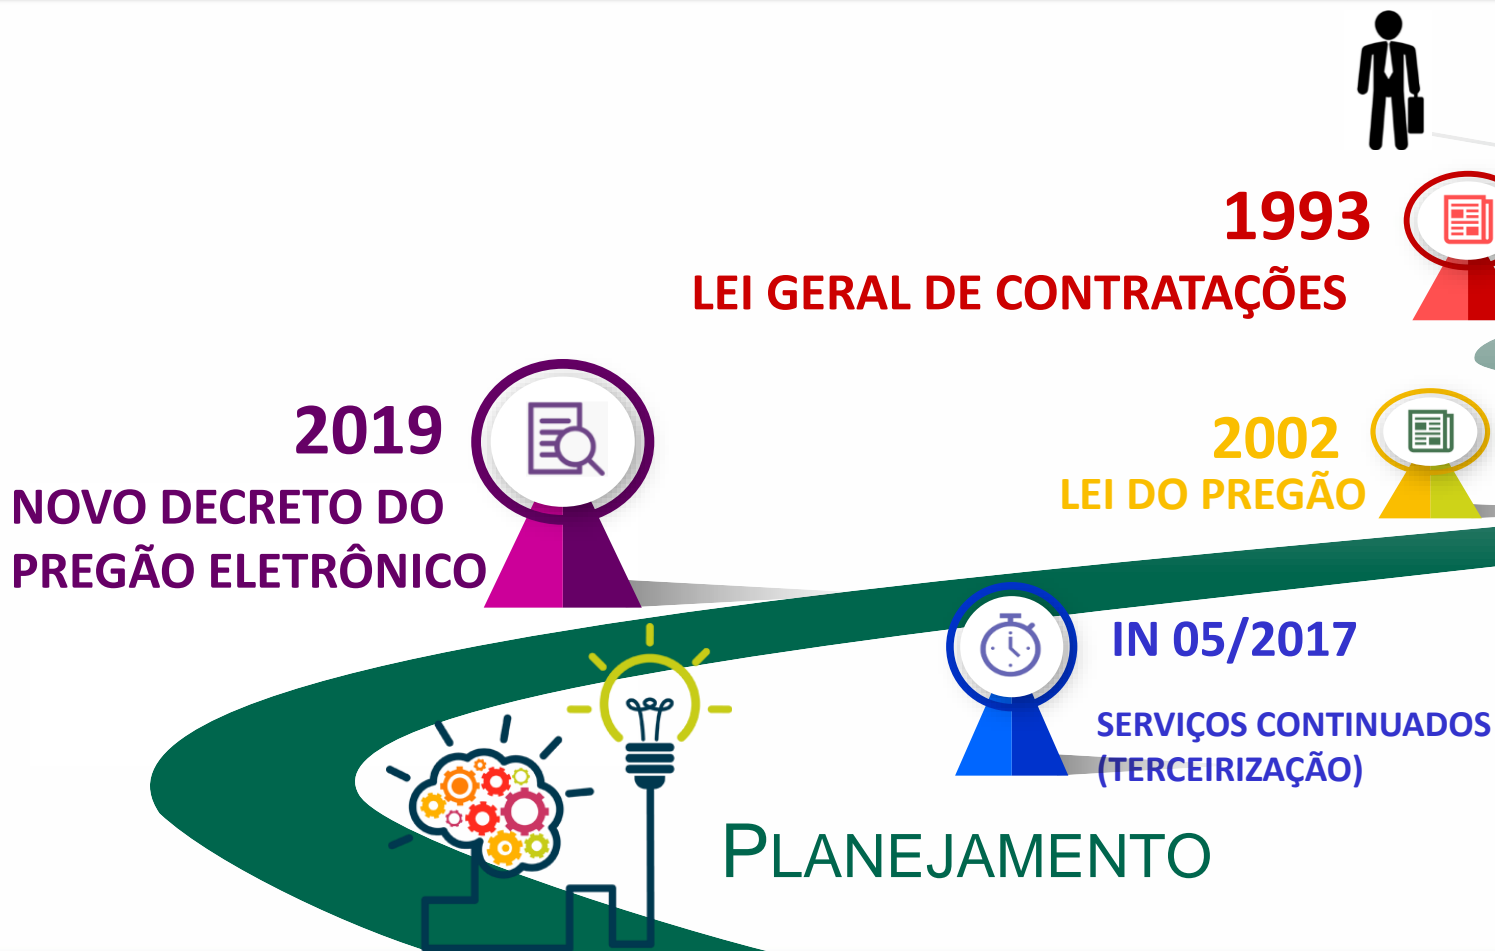 1993
LEI GERAL DE CONTRATAÇÕES
2019
NOVO DECRETO DO
PREGÃO ELETRÔNICO
2002
LEI DO PREGÃO
IN 05/2017
SERVIÇOS CONTINUADOS
(TERCEIRIZAÇÃO)
PLANEJAMENTO